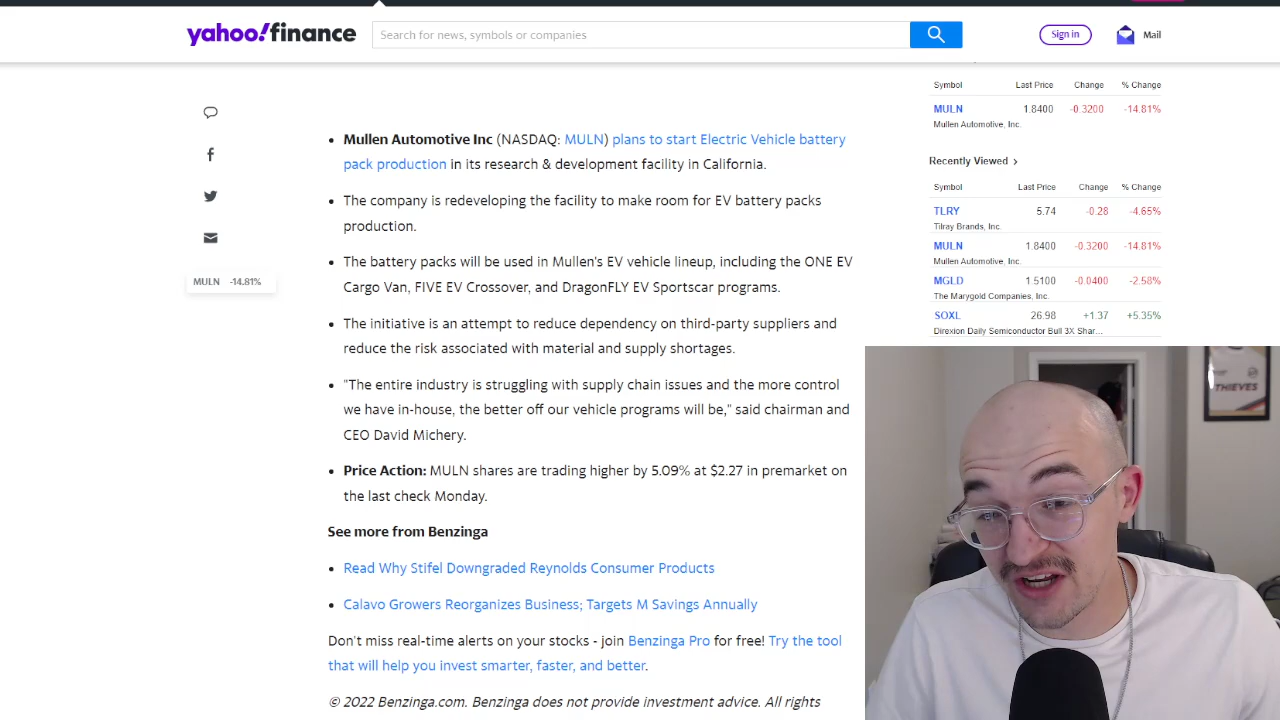 yahoo!finance
Search for news, symbols or companies
Sign in
Mail
MULN -14.81%
• Mullen Automotive Inc (NASDAQ: MULN) plans to start Electric Vehicle battery
pack production in its research & development facility in California.
• The company is redeveloping the facility to make room for EV battery packs
production.
• The battery packs will be used in Mullen's EV vehicle lineup, including the ONE EV
Cargo Van, FIVE EV Crossover, and DragonFLY EV Sportscar programs.
• The initiative is an attempt to reduce dependency on third-party suppliers and
reduce the risk associated with material and supply shortages.
• "The entire industry is struggling with supply chain issues and the more control
we have in-house, the better off our vehicle programs will be," said chairman and
CEO David Michery.
• Price Action: MULN shares are trading higher by 5.09% at $2.27 in premarket on
the last check Monday.
See more from Benzinga
• Read Why Stifel Downgraded Reynolds Consumer Products
• Calavo Growers Reorganizes Business; Targets M Savings Annually
Don't miss real-time alerts on your stocks - join Benzinga Pro for free! Try the tool
that will help you invest smarter, faster, and better.
© 2022 Benzinga.com. Benzinga does not provide investment advice. All rights
Symbol Last Price Change % Change
MULN 1.8400 -0.3200 -14.81%
Mullen Automotive, Inc.
Recently Viewed >
Symbol Last Price Change % Change
TLRY 5.74 -0.28 -4.65%
Tilray Brands, Inc.
MULN 1.8400 -0.3200 -14.81%
Mullen Automotive, Inc.
MGLD 1.5100 -0.0400 -2.58%
The Marygold Companies, Inc.
SOXL 26.98 +1.37 +5.35%
Direxion Daily Semiconductor Bull 3X Shar...
THIEVES